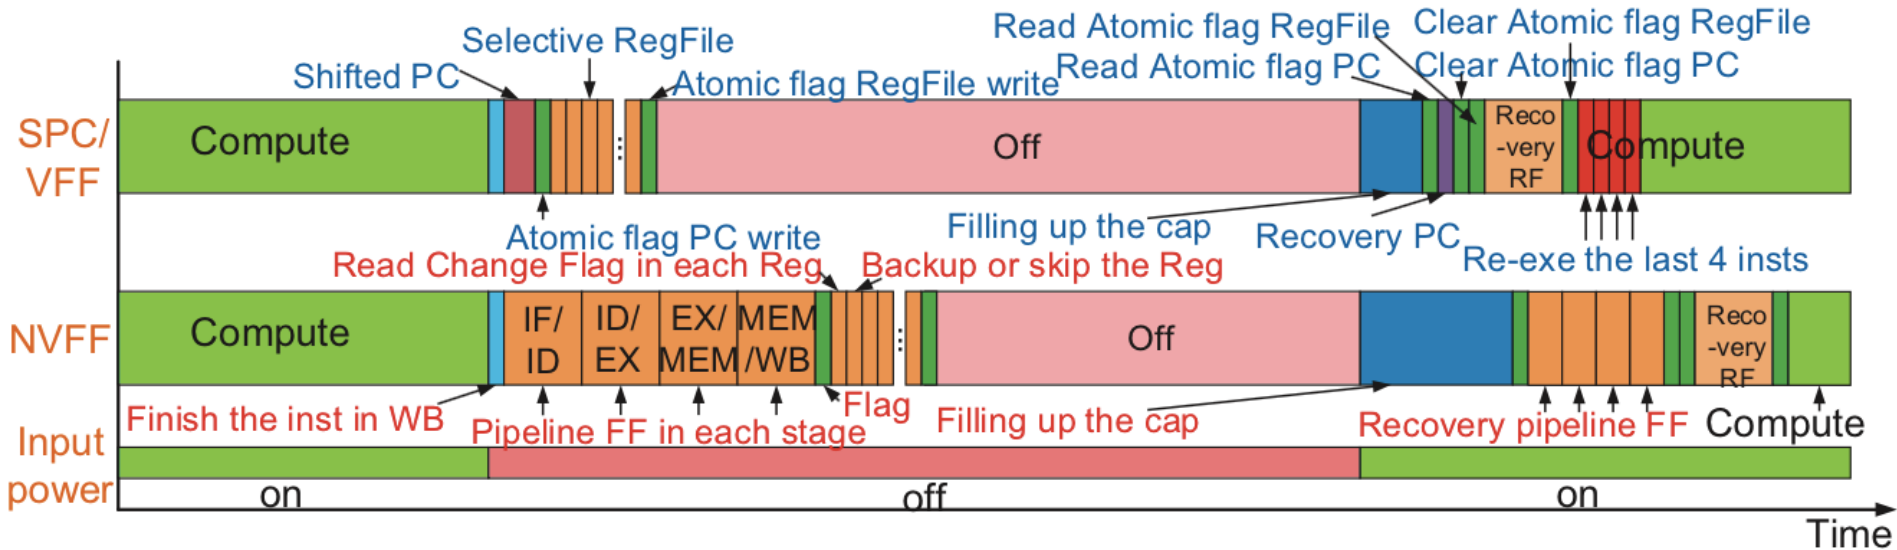 Read Atomic flag RegFile
Clear Atomic flag RegFile
Selective RegFile
Shifted PC
Atomic flag RegFile write
Read Atomic flag PC
Clear Atomic flag PC
SPC/
VFF
Compute
Off
Reco
-very
RF
Compute
Atomic flag PC write
Filling up the cap
Recovery PC
Re-exe the last 4 insts
Read Change Flag in each Reg
Backup or skip the Reg
NVFF
Compute
IF/
ID
ID/
EX
EX/
MEM
MEM
/WB
Off
Reco
-very
RF
Finish the inst in WB
Pipeline FF in each stage
Flag
Filling up the cap
Recovery pipeline FF
Compute
Input
power
on
off
on
Time